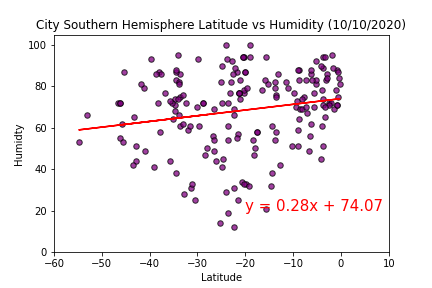 City Southern Hemisphere Latitude vs Humidity (10/10/2020)
100
80
60
40
20
0
Humidty
y = 0.28x + 74.07
−60 −50 −40 −30 −20 −10 0 10
Latitude